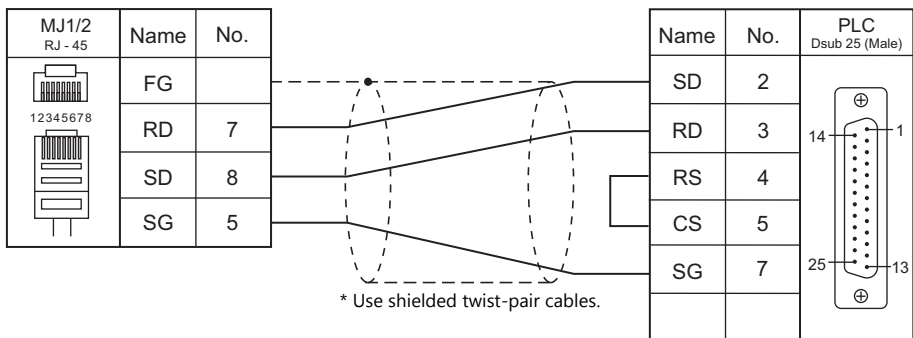 MJ1/2
RJ - 45
Name
No.
12345678
FG
RD 7
SD 8
SG 5
* Use shielded twist-pair cables.
Name
No.
PLC
Dsub 25 (Male)
SD 2
RD 3
RS 4
CS 5
SG 7
14
1
25
13